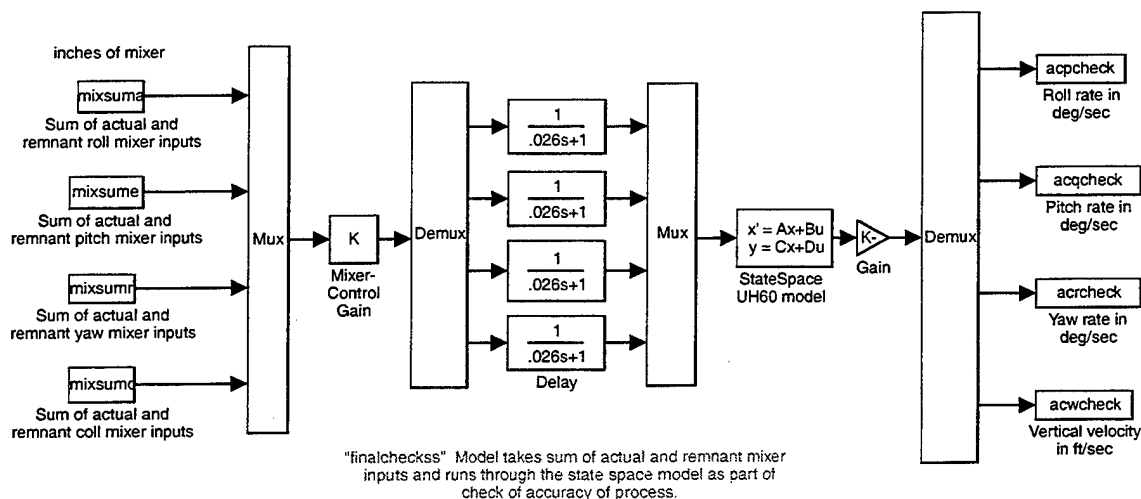 inches of mixer
mixsuma
Sum of actual and
remnant roll mixer inputs
mixsume
Sum of actual and
remnant pitch mixer inputs
mixsumr
Sum of actual and
remnant yaw mixer inputs
mixsumc
Sum of actual and
remnant coll mixer inputs
Mux
K
Mixer-
Control
Gain
Demux
1
.026s+1
1
.026s+1
1
.026s+1
1
.026s+1
Delay
Mux
x' = Ax+Bu
y = Cx+Du
StateSpace
UH60 model
K-
Gain
Demux
acpcheck
Roll rate in
deg/sec
acqcheck
Pitch rate in
deg/sec
acrcheck
Yaw rate in
deg/sec
acwcheck
Vertical velocity
in ft/sec
"finalcheckss" Model takes sum of actual and remnant mixer
inputs and runs through the state space model as part of
check of accuracy of process.